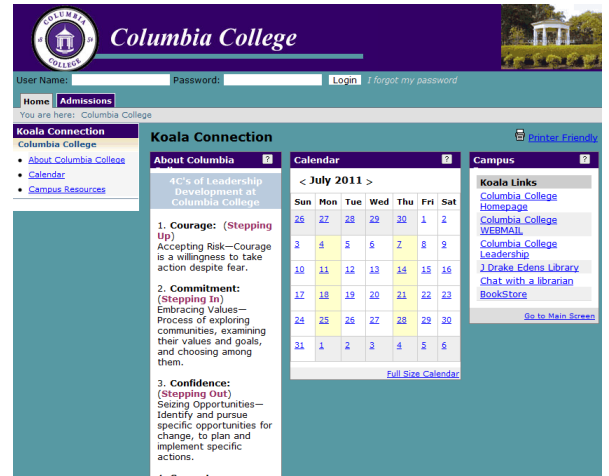 COLUMBIA
18 54
COLLEGE
Columbia College
User Name: Password: Login I forgot my password
Home Admissions
You are here: Columbia College
Koala Connection
Columbia College
About Columbia College
Calendar
Campus Resources
Koala Connection
Printer Friendly
About Columbia ?
4C's of Leadership
Development at
Columbia College
1. Courage: (Stepping
Up)
Accepting Risk—Courage
is a willingness to take
action despite fear.
2. Commitment:
(Stepping In)
Embracing Values—
Process of exploring
communities, examining
their values and goals,
and choosing among
them.
3. Confidence:
(Stepping Out)
Seizing Opportunities—
Identify and pursue
specific opportunities for
change, to plan and
implement specific
actions.
Calendar ?
< July 2011 >
Sun Mon Tue Wed Thu Fri Sat
26 27 28 29 30 1 2
3 4 5 6 7 8 9
10 11 12 13 14 15 16
17 18 19 20 21 22 23
24 25 26 27 28 29 30
31 1 2 3 4 5 6
Full Size Calendar
Campus ?
Koala Links
Columbia College
Homepage
Columbia College
WEBMAIL
Columbia College
Leadership
J Drake Edens Library
Chat with a librarian
BookStore
Go to Main Screen